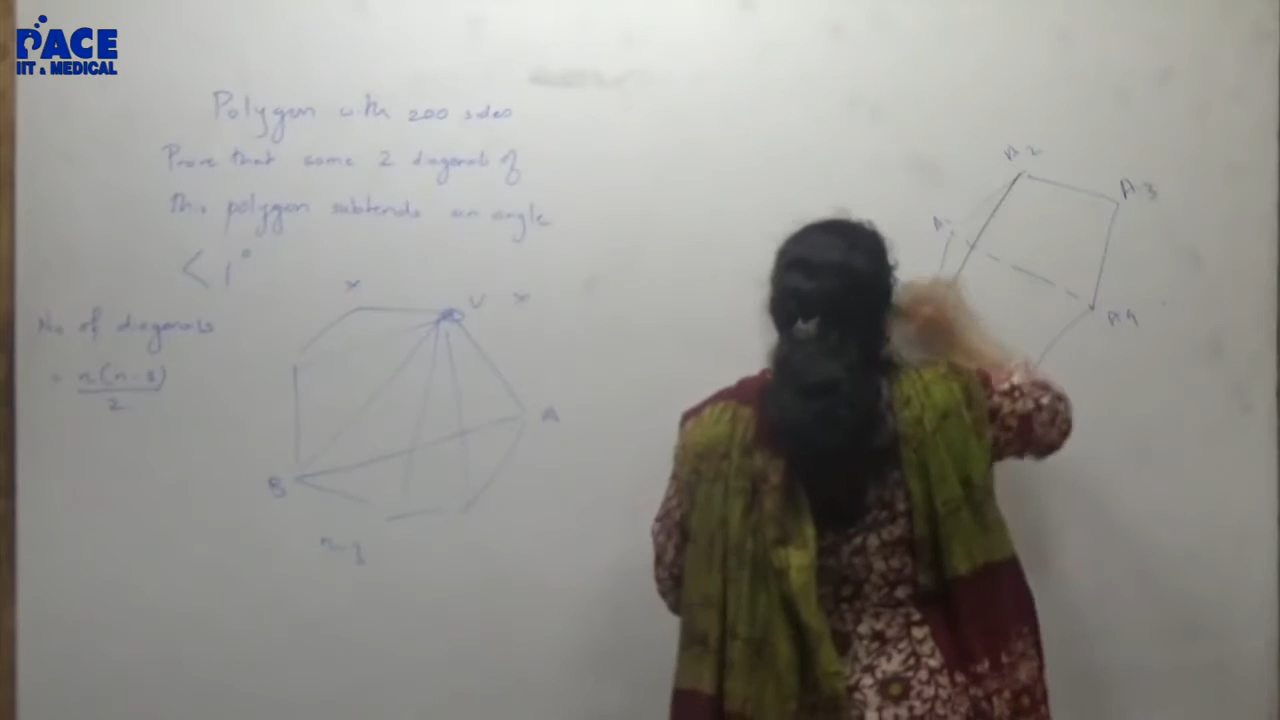 PACE
IIT & MEDICAL
Polygon with 200 sides
Prove that some 2 diagonals of
this polygon subtends an angle
< 1°
No of diagonals
= n(n-3)
2
x
V
x
A
B
A2
A3
A1
A4